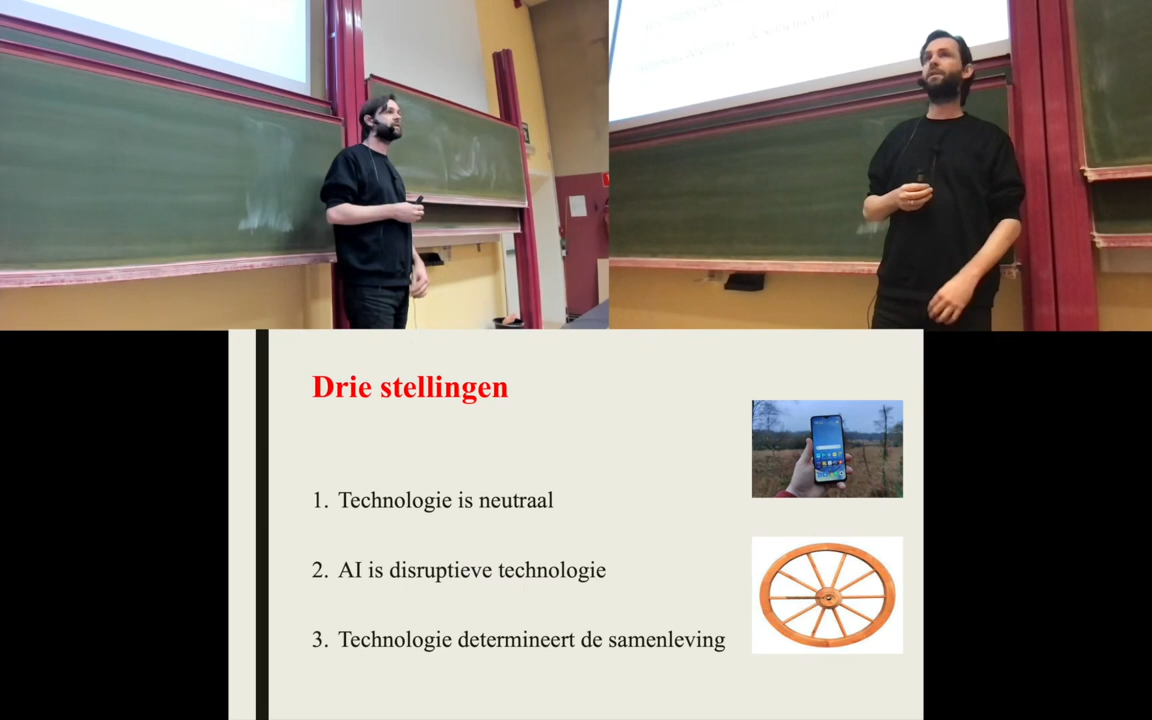 Drie stellingen
1. Technologie is neutraal
2. AI is disruptieve technologie
3. Technologie determineert de samenleving